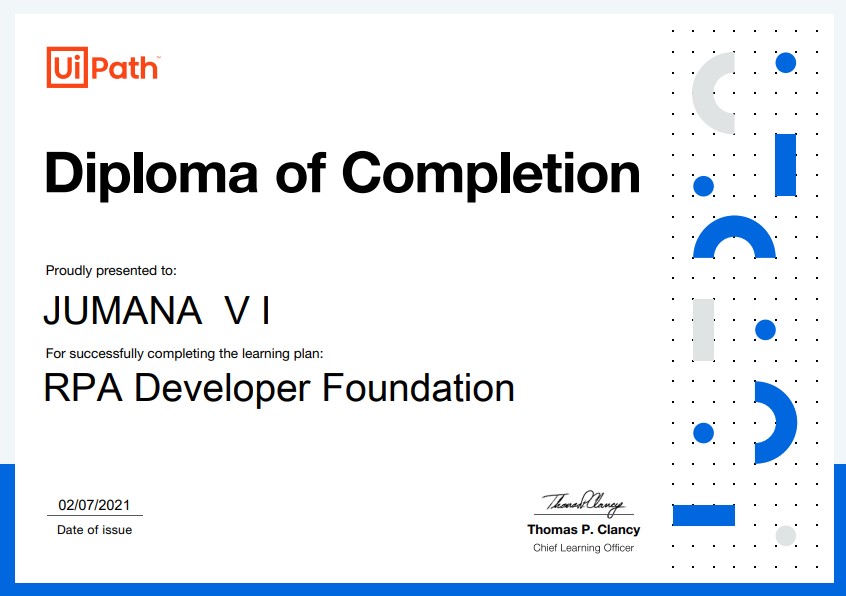 UiPath™
Diploma of Completion
Proudly presented to:
JUMANA V I
For successfully completing the learning plan:
RPA Developer Foundation
02/07/2021
Date of issue
Thomas P. Clancy
Thomas P. Clancy
Chief Learning Officer